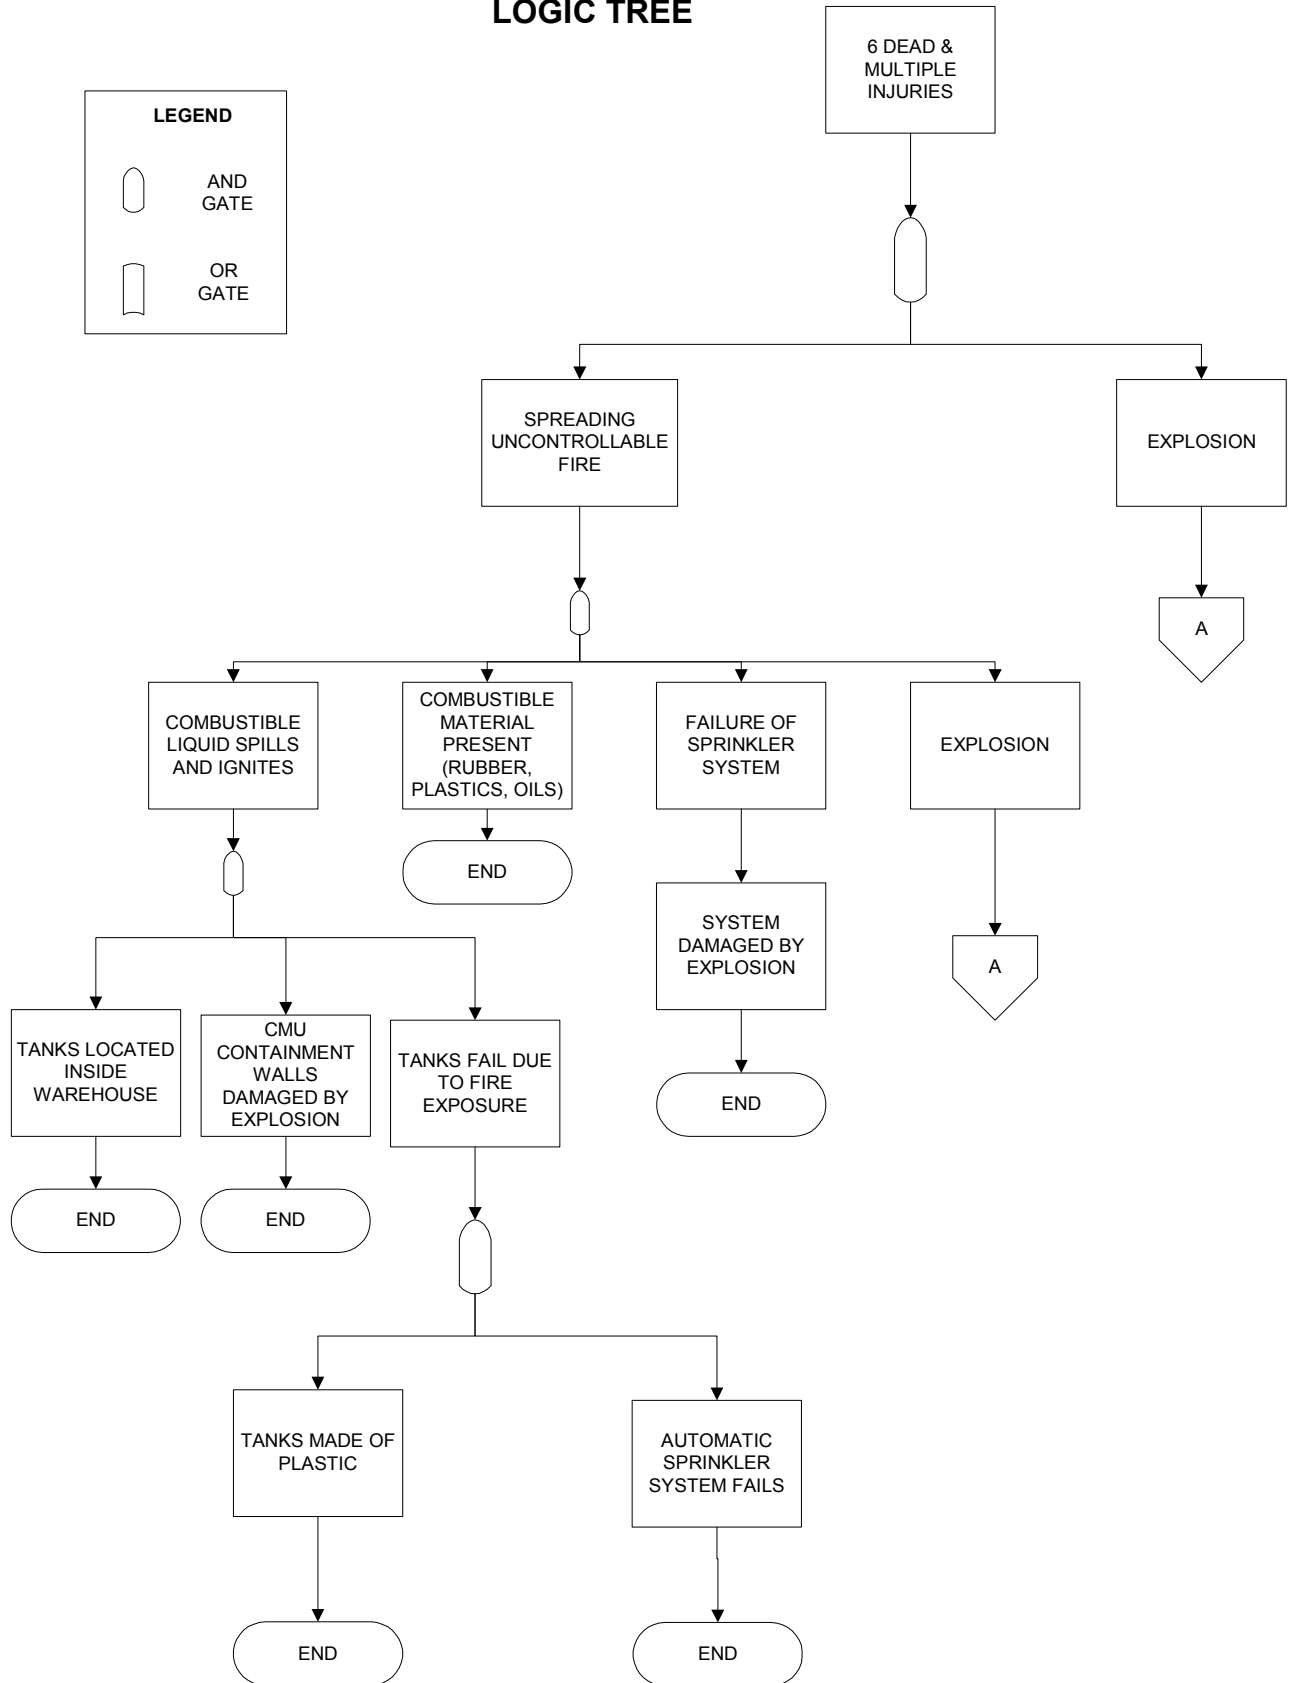 LOGIC TREE
6 DEAD &
MULTIPLE
INJURIES
LEGEND
AND
GATE
OR
GATE
SPREADING
UNCONTROLLABLE
FIRE
EXPLOSION
A
COMBUSTIBLE
LIQUID SPILLS
AND IGNITES
COMBUSTIBLE
MATERIAL
PRESENT
(RUBBER,
PLASTICS, OILS)
FAILURE OF
SPRINKLER
SYSTEM
EXPLOSION
END
SYSTEM
DAMAGED BY
EXPLOSION
A
TANKS LOCATED
INSIDE
WAREHOUSE
CMU
CONTAINMENT
WALLS
DAMAGED BY
EXPLOSION
TANKS FAIL DUE
TO FIRE
EXPOSURE
END
END
END
TANKS MADE OF
PLASTIC
AUTOMATIC
SPRINKLER
SYSTEM FAILS
END
END